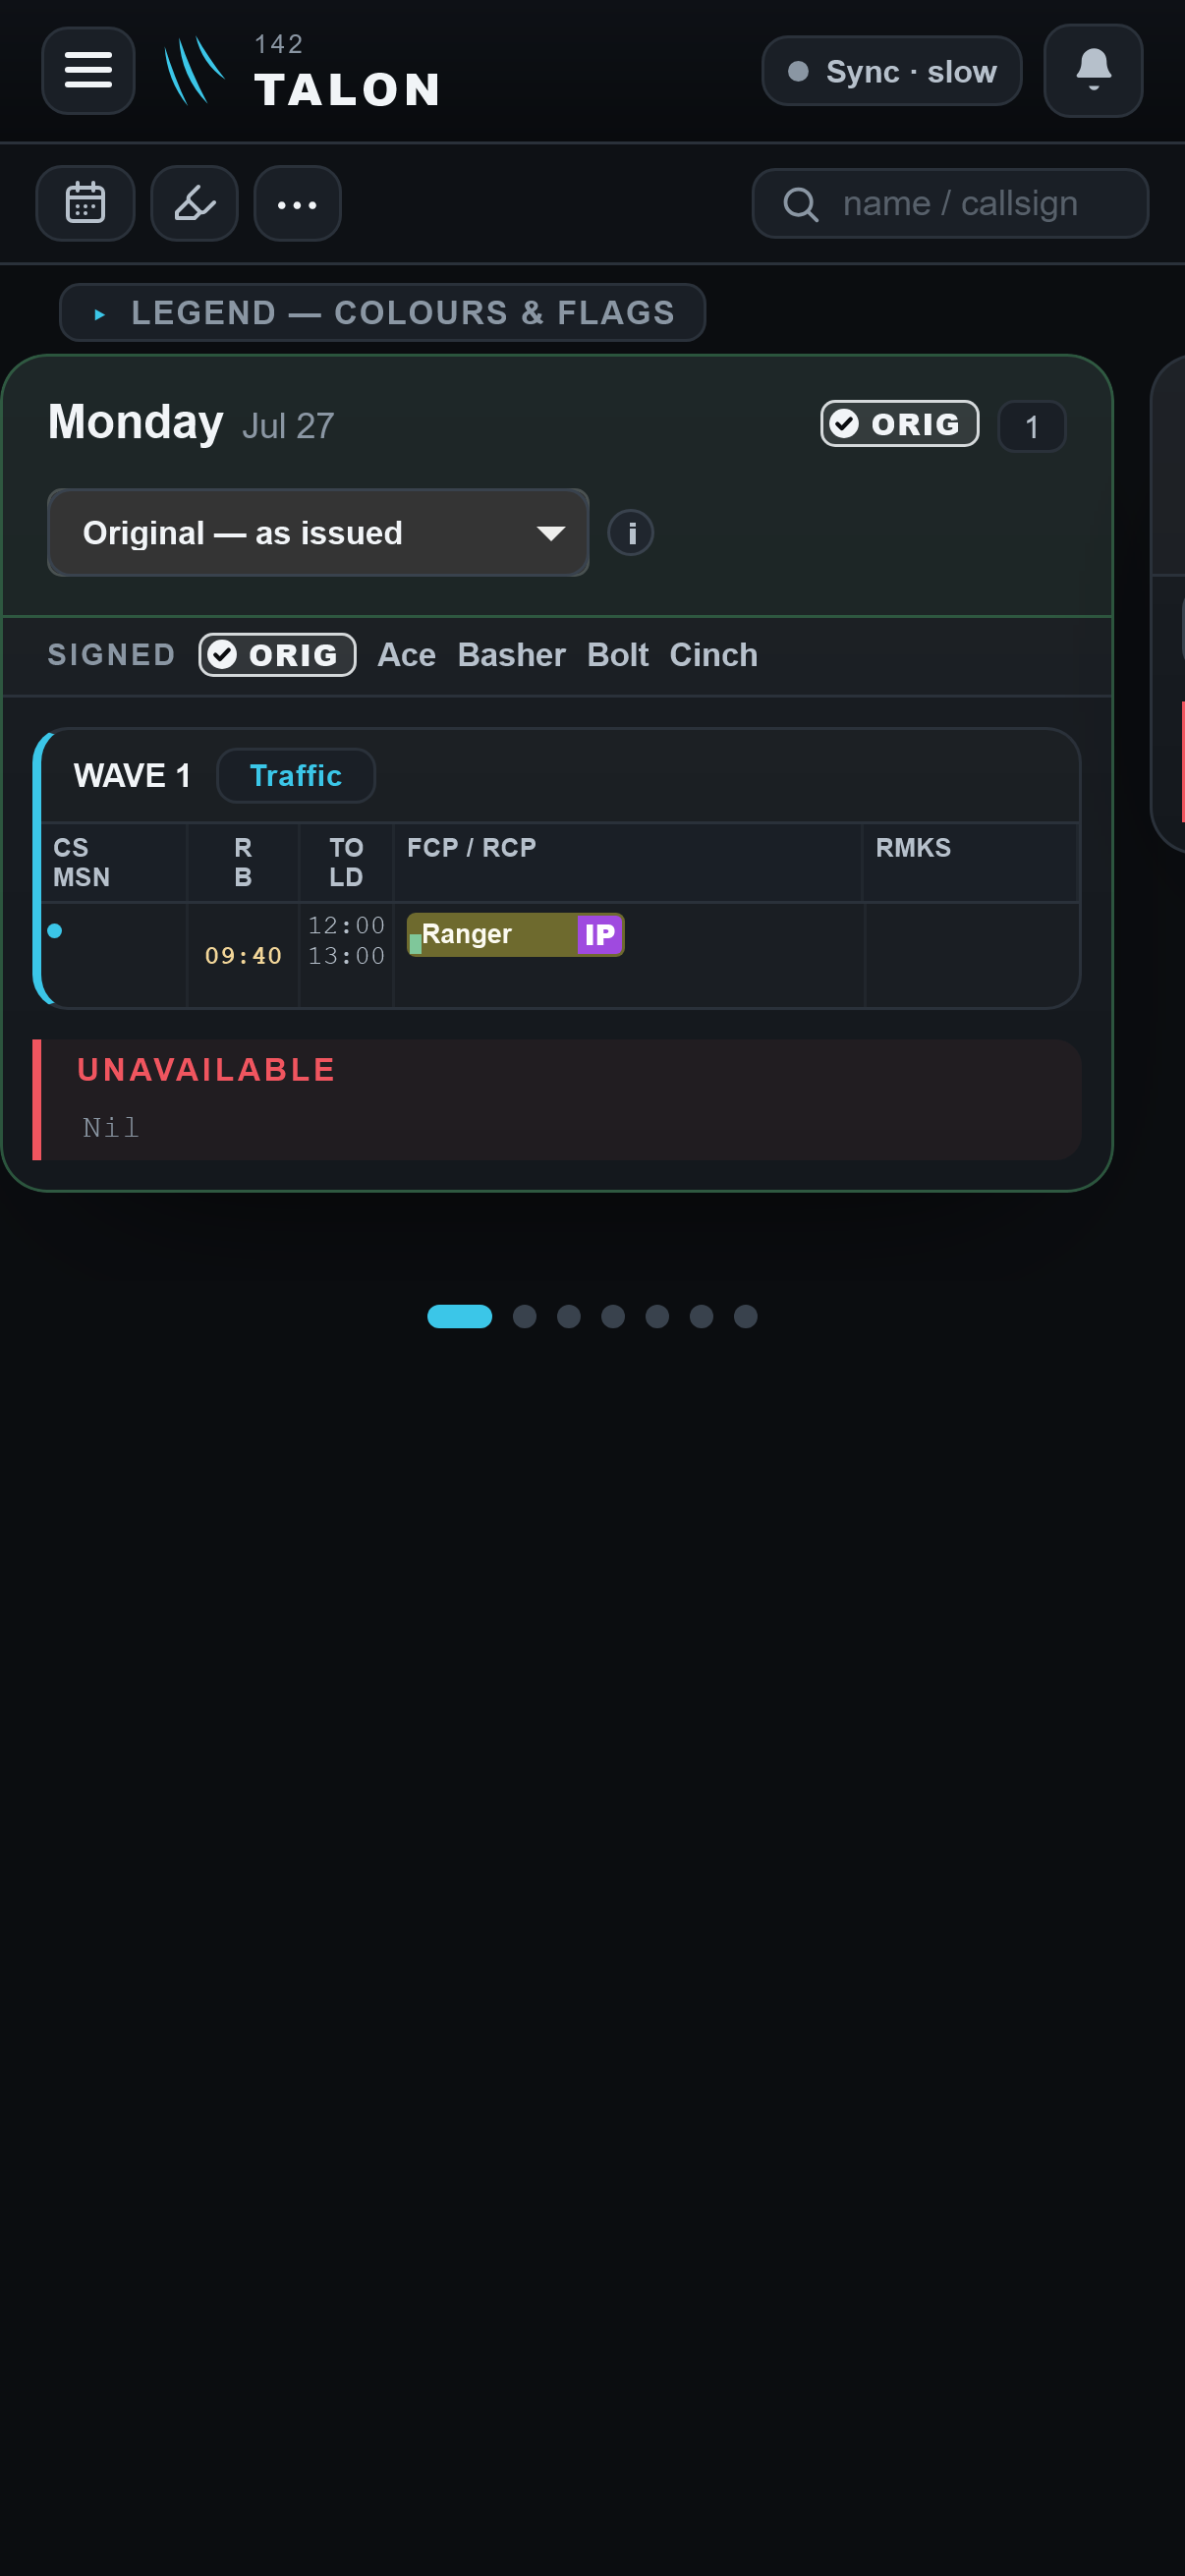 142
TALON
Sync · slow
name / callsign
LEGEND — COLOURS & FLAGS
Monday Jul 27
ORIG 1
Original — as issued
i
SIGNED ORIG Ace Basher Bolt Cinch
WAVE 1 Traffic
CS R TO FCP / RCP RMKS
MSN B LD
12:00 Ranger IP
09:40 13:00
UNAVAILABLE
Nil